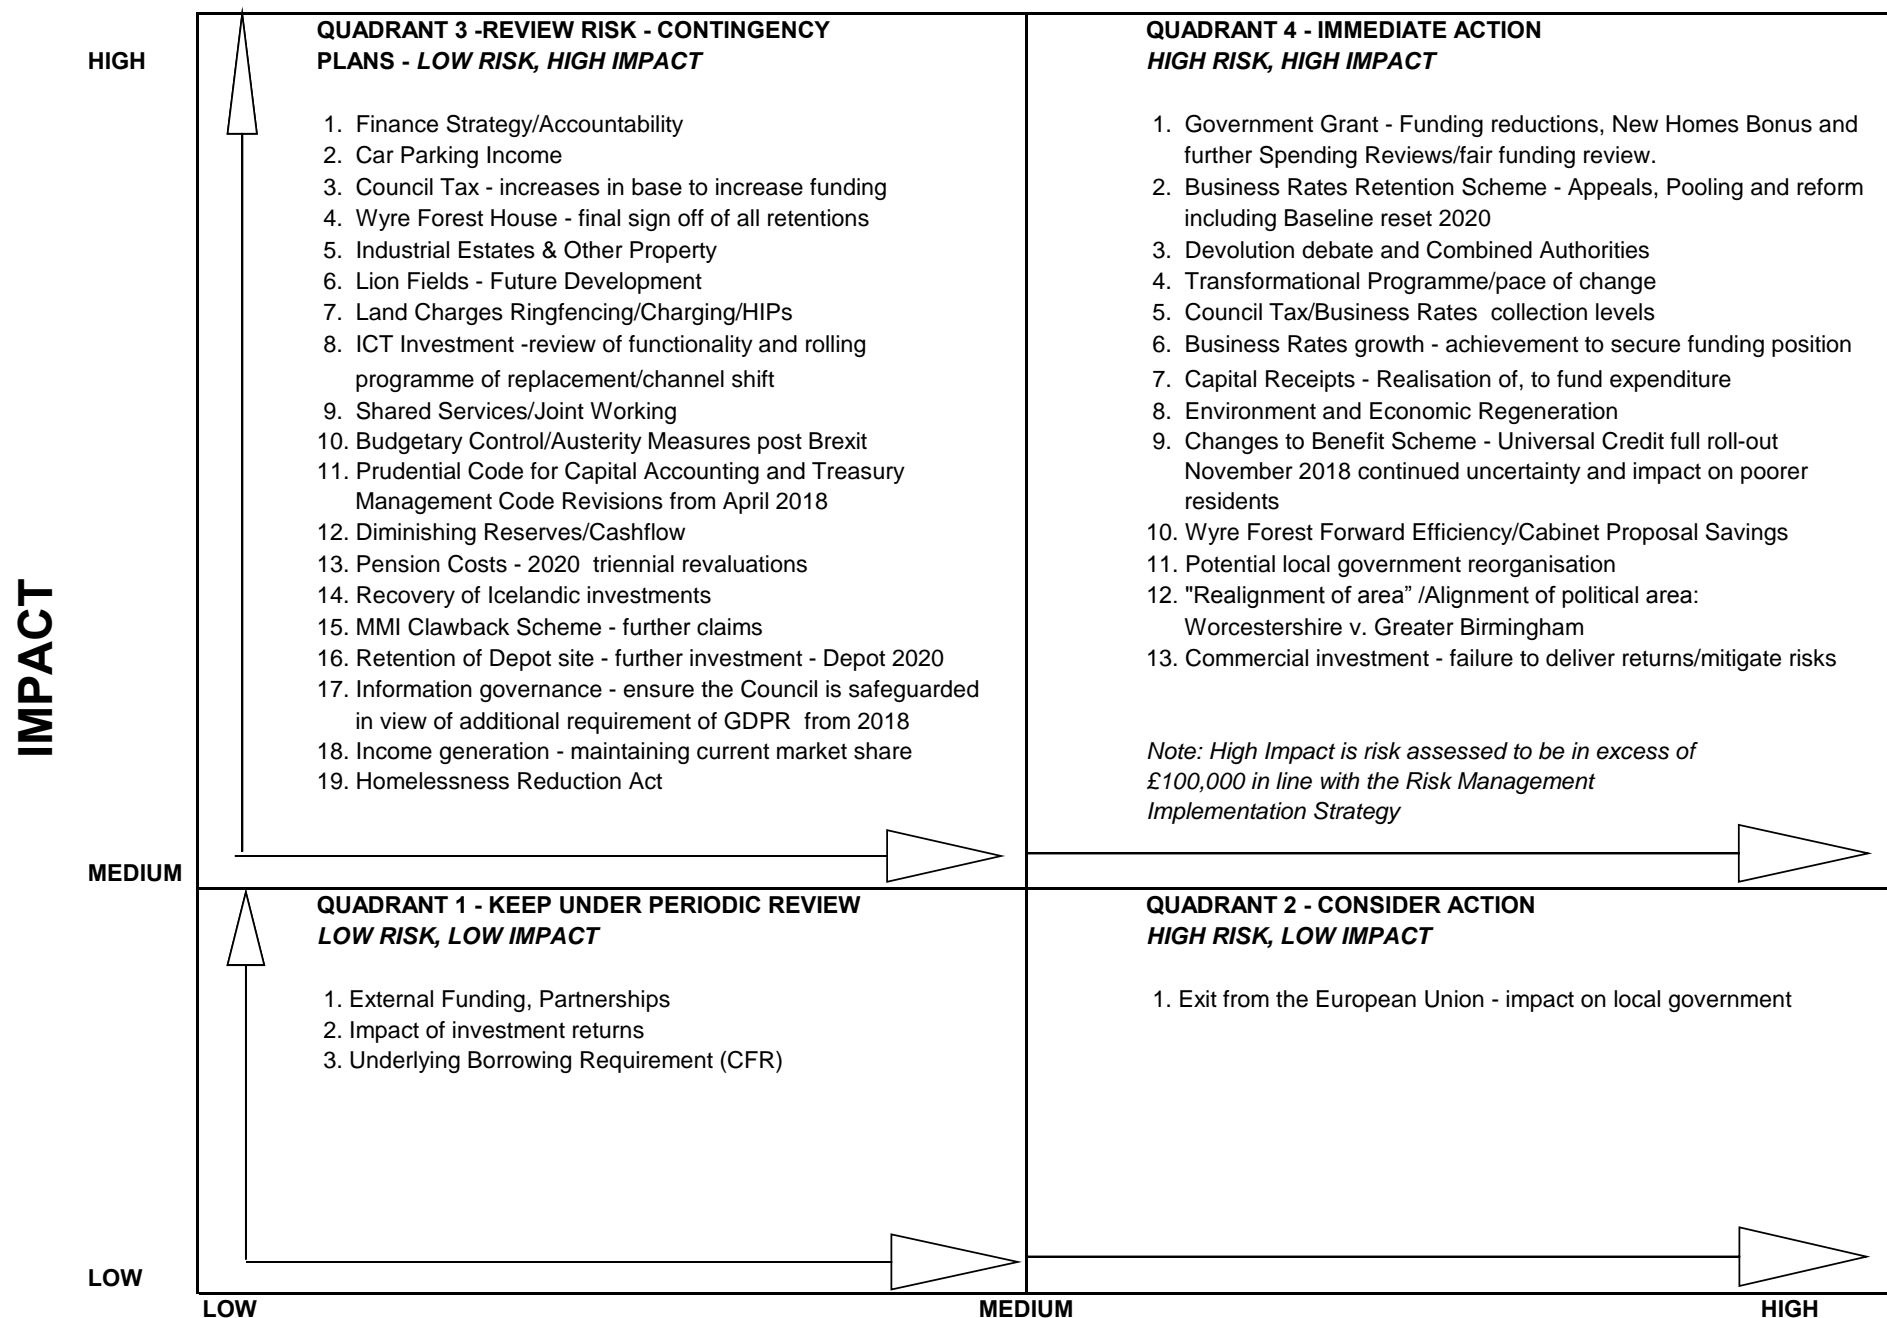 HIGH
QUADRANT 3 -REVIEW RISK - CONTINGENCY
PLANS - LOW RISK, HIGH IMPACT
1. Finance Strategy/Accountability
2. Car Parking Income
3. Council Tax - increases in base to increase funding
4. Wyre Forest House - final sign off of all retentions
5. Industrial Estates & Other Property
6. Lion Fields - Future Development
7. Land Charges Ringfencing/Charging/HIPs
8. ICT Investment -review of functionality and rolling
programme of replacement/channel shift
9. Shared Services/Joint Working
10. Budgetary Control/Austerity Measures post Brexit
11. Prudential Code for Capital Accounting and Treasury
Management Code Revisions from April 2018
12. Diminishing Reserves/Cashflow
13. Pension Costs - 2020 triennial revaluations
14. Recovery of Icelandic investments
15. MMI Clawback Scheme - further claims
16. Retention of Depot site - further investment - Depot 2020
17. Information governance - ensure the Council is safeguarded
in view of additional requirement of GDPR from 2018
18. Income generation - maintaining current market share
19. Homelessness Reduction Act
QUADRANT 4 - IMMEDIATE ACTION
HIGH RISK, HIGH IMPACT
1. Government Grant - Funding reductions, New Homes Bonus and
further Spending Reviews/fair funding review.
2. Business Rates Retention Scheme - Appeals, Pooling and reform
including Baseline reset 2020
3. Devolution debate and Combined Authorities
4. Transformational Programme/pace of change
5. Council Tax/Business Rates collection levels
6. Business Rates growth - achievement to secure funding position
7. Capital Receipts - Realisation of, to fund expenditure
8. Environment and Economic Regeneration
9. Changes to Benefit Scheme - Universal Credit full roll-out
November 2018 continued uncertainty and impact on poorer
residents
10. Wyre Forest Forward Efficiency/Cabinet Proposal Savings
11. Potential local government reorganisation
12. "Realignment of area” /Alignment of political area:
Worcestershire v. Greater Birmingham
13. Commercial investment - failure to deliver returns/mitigate risks
Note: High Impact is risk assessed to be in excess of
£100,000 in line with the Risk Management
Implementation Strategy
IMPACT
MEDIUM
QUADRANT 1 - KEEP UNDER PERIODIC REVIEW
LOW RISK, LOW IMPACT
1. External Funding, Partnerships
2. Impact of investment returns
3. Underlying Borrowing Requirement (CFR)
QUADRANT 2 - CONSIDER ACTION
HIGH RISK, LOW IMPACT
1. Exit from the European Union - impact on local government
LOW
LOW
MEDIUM
HIGH